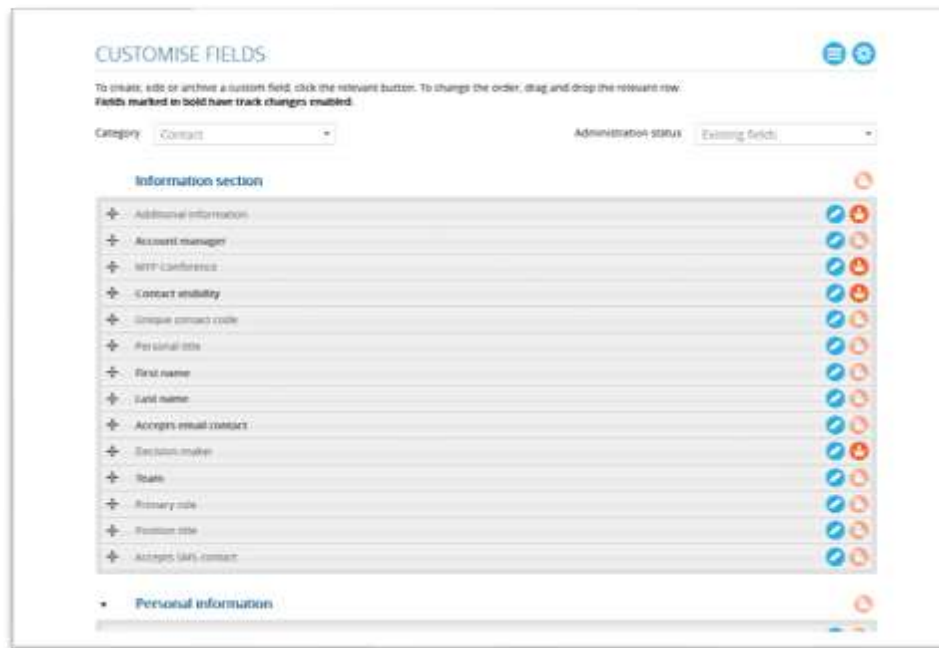 CUSTOMISE FIELDS
To create, edit or archive a custom field, click the relevant button. To change the order, drag and drop the relevant row.
Fields marked in bold have track changes enabled.
Category Contact Administration status Existing fields
Information section
Additional information
Account manager
Conference
Contact visibility
Unique contact code
Personal title
First name
Last name
Accepts email contact
Decision maker
Team
Primary role
Position title
Accepts SMS contact
Personal information